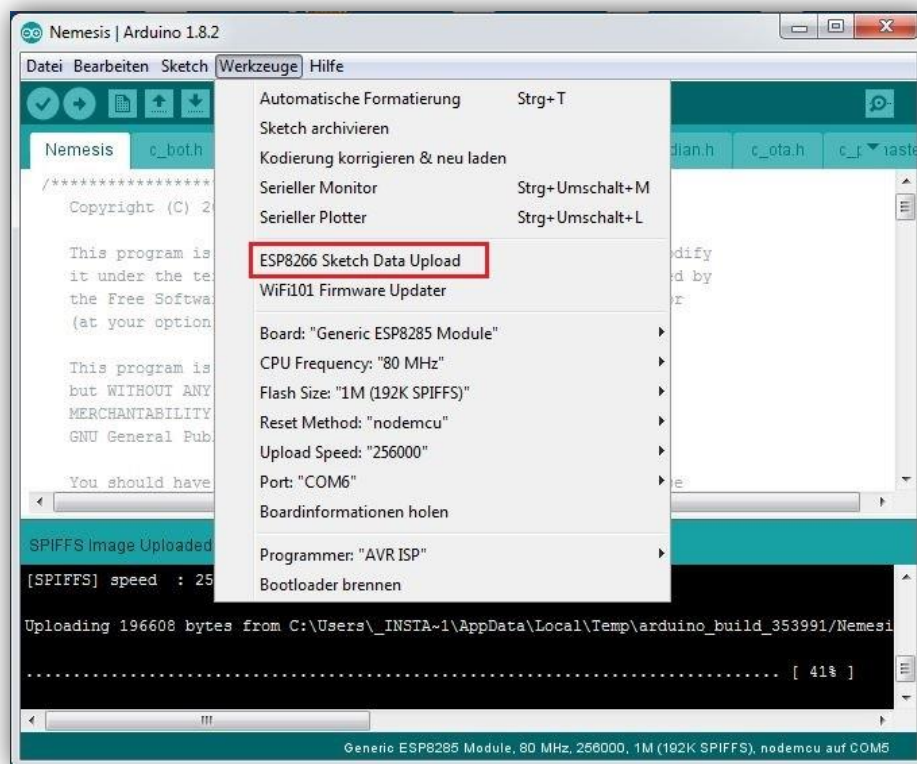 Nemesis | Arduino 1.8.2
Datei Bearbeiten Sketch Werkzeuge Hilfe
Automatische Formatierung Strg+T
Sketch archivieren
Kodierung korrigieren & neu laden
Serieller Monitor Strg+Umschalt+M
Serieller Plotter Strg+Umschalt+L
ESP8266 Sketch Data Upload
WiFi101 Firmware Updater
Board: "Generic ESP8285 Module"
CPU Frequency: "80 MHz"
Flash Size: "1M (192K SPIFFS)"
Reset Method: "nodemcu"
Upload Speed: "256000"
Port: "COM6"
Boardinformationen holen
Programmer: "AVR ISP"
Bootloader brennen
Nemesis c_bot.h dian.h c_ota.h
/******************
Copyright (C) 2
This program is dify
it under the te d by
the Free Softwa r
(at your option
This program is
but WITHOUT ANY
MERCHANTABILITY
GNU General Pub
You should have e
SPIFFS Image Uploaded
[SPIFFS] speed : 25
Uploading 196608 bytes from C:\Users\_INSTA~1\AppData\Local\Temp\arduino_build_353991/Nemesi
................................................................................ [ 41% ]
Generic ESP8285 Module, 80 MHz, 256000, 1M (192K SPIFFS), nodemcu auf COM5